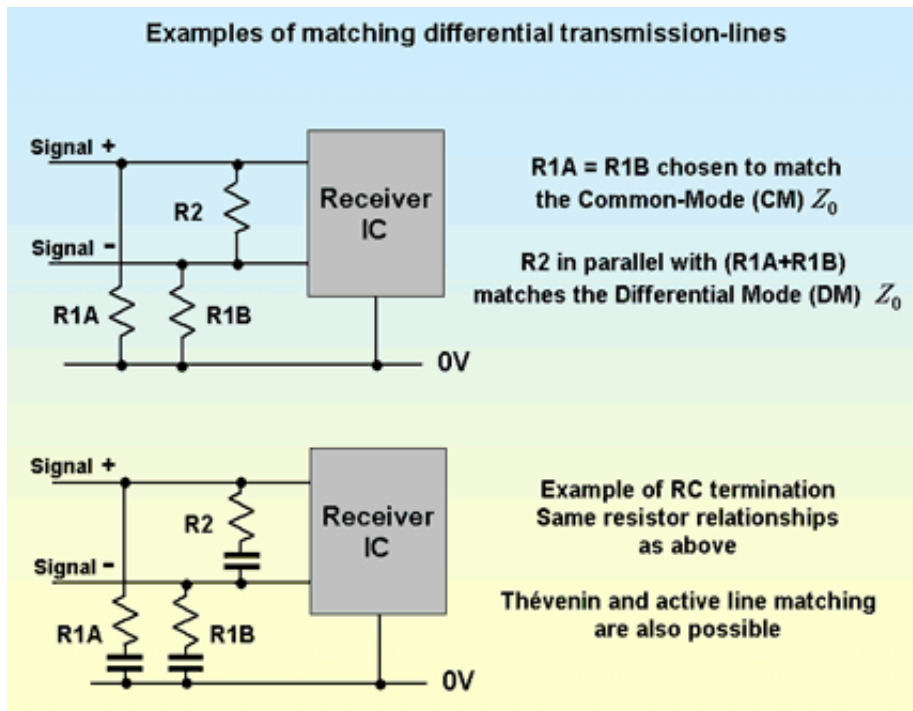 Examples of matching differential transmission-lines
Signal +
R2
Signal -
R1A
R1B
Receiver
IC
0V
R1A = R1B chosen to match
the Common-Mode (CM) Z₀
R2 in parallel with (R1A+R1B)
matches the Differential Mode (DM) Z₀
Signal +
R2
Signal -
R1A
R1B
Receiver
IC
0V
Example of RC termination
Same resistor relationships
as above
Thévenin and active line matching
are also possible